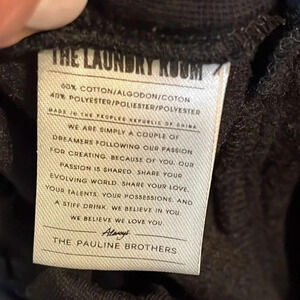 THE LAUNDRY ROOM
60% COTTON/ALGODON/COTON
40% POLYESTER/POLIESTER/POLYESTER
MADE IN THE PEOPLES REPUBLIC OF CHINA
WE ARE SIMPLY A COUPLE OF
DREAMERS FOLLOWING OUR PASSION
FOR CREATING. BECAUSE OF YOU, OUR
PASSION IS SHARED. SHARE YOUR
EVOLVING WORLD. SHARE YOUR LOVE,
YOUR TALENTS, YOUR POSSESSIONS, AND
A STIFF DRINK. WE BELIEVE IN YOU.
WE BELIEVE WE LOVE YOU.
Always
THE PAULINE BROTHERS